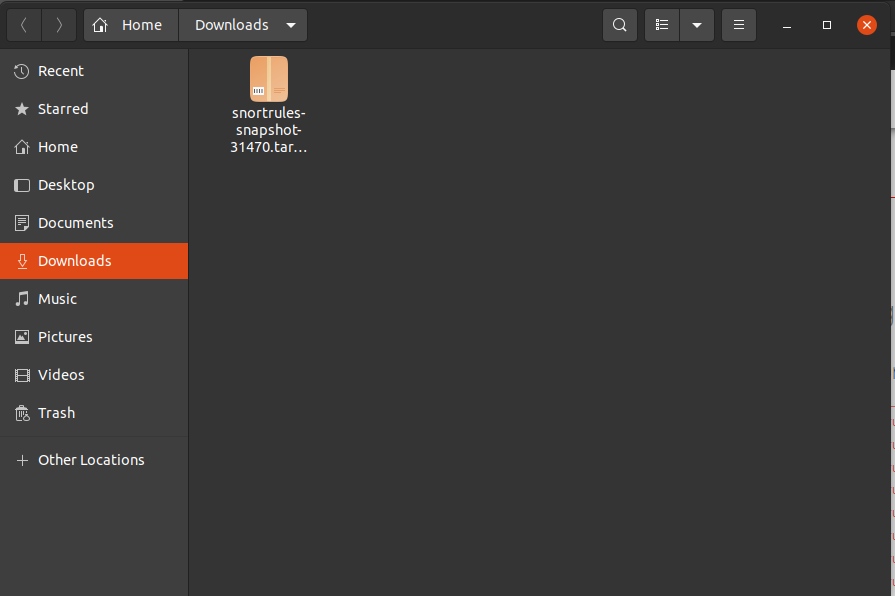 Home
Downloads
Recent
Starred
Home
Desktop
Documents
Downloads
Music
Pictures
Videos
Trash
Other Locations
snortrules-
snapshot-
31470.tar…